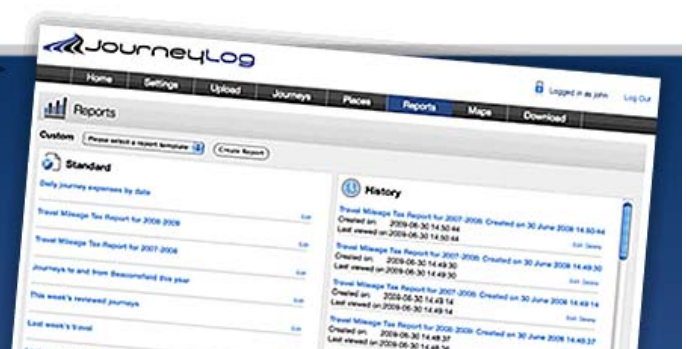 JourneyLog
Logged in as john Log Out
Home Settings Upload Journeys Places Reports Maps Download
Reports
Custom Please select a report template Create Report
Standard
Daily journey expenses by date
Edit
Travel Mileage Tax Report for 2008-2009
Edit
Travel Mileage Tax Report for 2007-2008
Edit
Journeys to and from Beaconsfield this year
Edit
This week's reviewed journeys
Edit
Last week's travel
History
Travel Mileage Tax Report for 2007-2008: Created on 30 June 2009 14.50.44
Created on: 2009-06-30 14.50.44
Last viewed on: 2009-06-30 14.50.44
Edit Delete
Travel Mileage Tax Report for 2007-2008: Created on 30 June 2009 14.49.30
Created on: 2009-06-30 14.49.30
Last viewed on: 2009-06-30 14.49.30
Edit Delete
Travel Mileage Tax Report for 2007-2008: Created on 30 June 2009 14.49.14
Created on: 2009-06-30 14.49.14
Last viewed on: 2009-06-30 14.49.14
Edit Delete
Travel Mileage Tax Report for 2008-2009: Created on 30 June 2009 14.48.37
Created on: 2009-06-30 14.48.37
Last viewed on: 2009-06-30